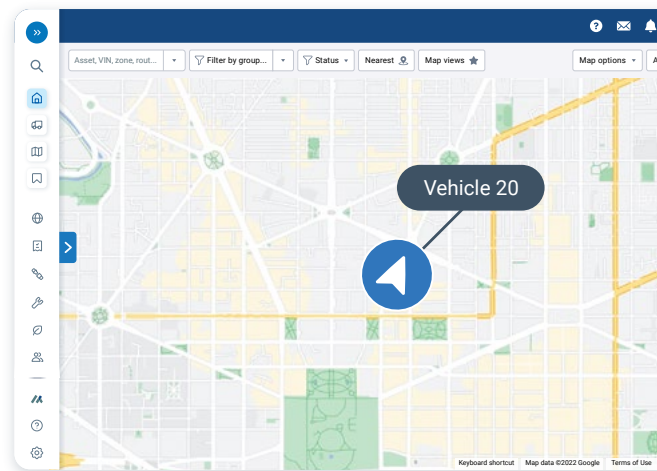 Asset, VIN, zone, rout...
Filter by group...
Status
Nearest
Map views
Map options
A
Vehicle 20
Keyboard shortcut Map data ©2022 Google Terms of Use